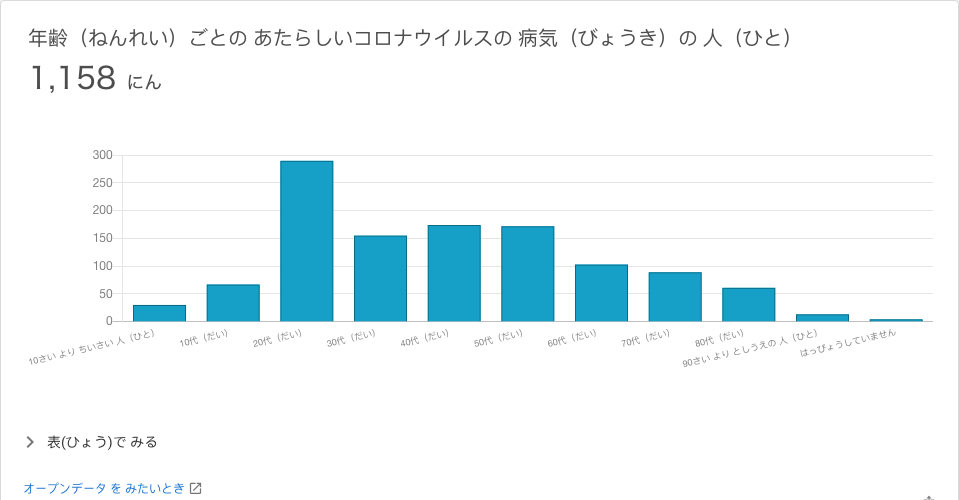 年齢（ねんれい）ごとの あたらしいコロナウイルスの 病気（びょうき）の 人（ひと）
1,158 にん
300
250
200
150
100
50
0
10さい より ちいさい 人（ひと）
10代（だい）
20代（だい）
30代（だい）
40代（だい）
50代（だい）
60代（だい）
70代（だい）
80代（だい）
90さい より としうえの 人（ひと）
はっぴょうしていません
表(ひょう)で みる
オープンデータ を みたいとき